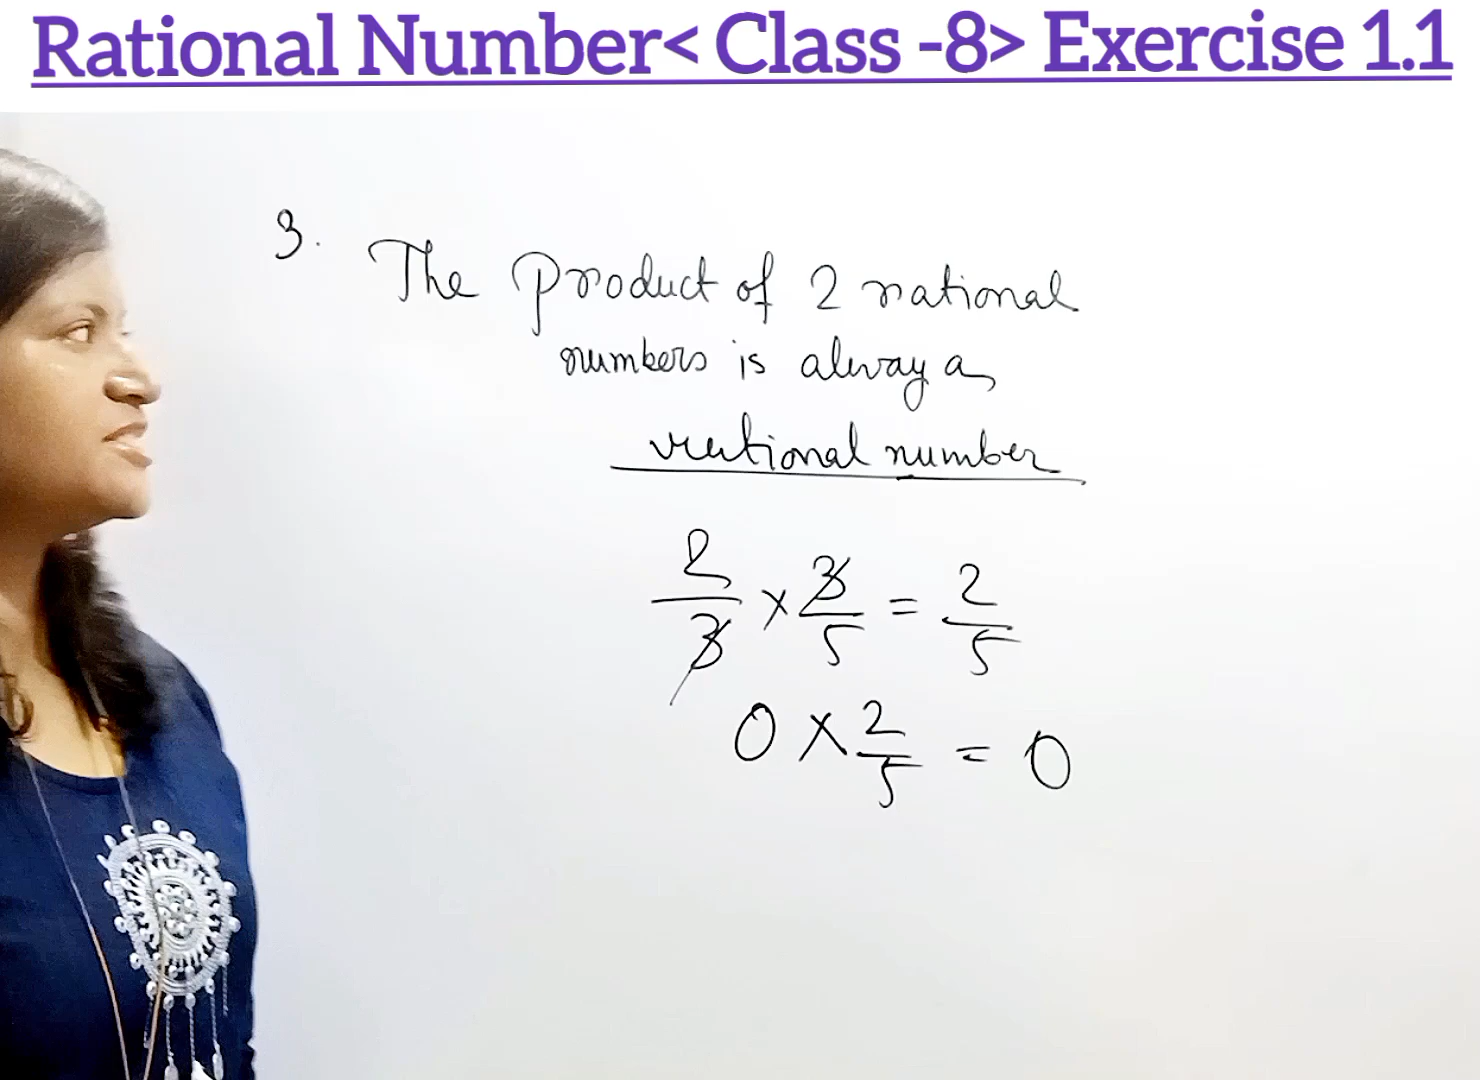 Rational Number< Class -8> Exercise 1.1
3. The product of 2 rational
numbers is alway a
rational number
2/3 × 3/5 = 2/5
0 × 2/5 = 0